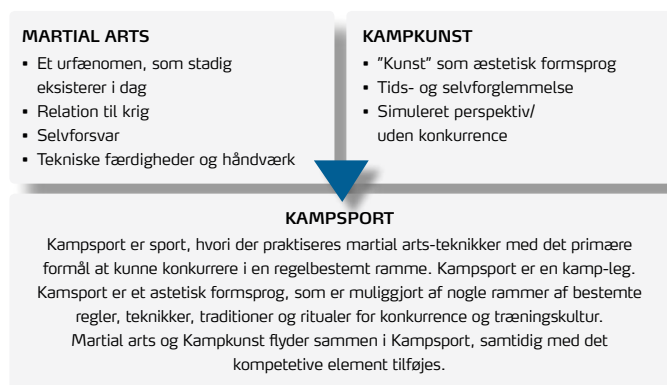 MARTIAL ARTS
▪ Et urfænomen, som stadig
eksisterer i dag
▪ Relation til krig
▪ Selvforsvar
▪ Tekniske færdigheder og håndværk
KAMPKUNST
▪ ”Kunst” som æstetisk formsprog
▪ Tids- og selvforglemmelse
▪ Simuleret perspektiv/
uden konkurrence
KAMPSPORT
Kampsport er sport, hvori der praktiseres martial arts-teknikker med det primære
formål at kunne konkurrere i en regelbestemt ramme. Kampsport er en kamp-leg.
Kamsport er et astetisk formsprog, som er muliggjort af nogle rammer af bestemte
regler, teknikker, traditioner og ritualer for konkurrence og træningskultur.
Martial arts og Kampkunst flyder sammen i Kampsport, samtidig med det
kompetetive element tilføjes.